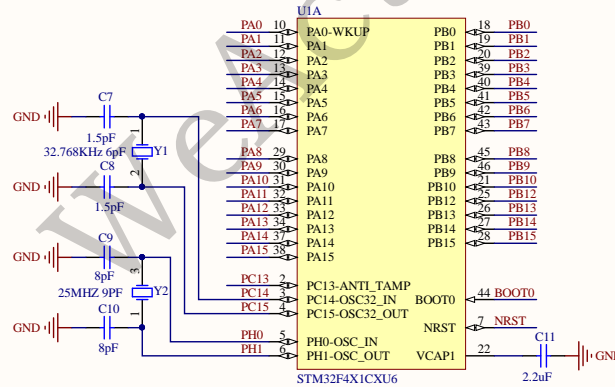 U1A
PA0 10 PA0-WKUP PB0 18 PB0
PA1 11 PA1 PB1 19 PB1
PA2 12 PA2 PB2 20 PB2
PA3 13 PA3 PB3 39 PB3
PA4 14 PA4 PB4 40 PB4
PA5 15 PA5 PB5 41 PB5
PA6 16 PA6 PB6 42 PB6
PA7 17 PA7 PB7 43 PB7
PA8 29 PA8 PB8 45 PB8
PA9 30 PA9 PB9 46 PB9
PA10 31 PA10 PB10 21 PB10
PA11 32 PA11 PB12 25 PB12
PA12 33 PA12 PB13 26 PB13
PA13 34 PA13 PB14 27 PB14
PA14 37 PA14 PB15 28 PB15
PA15 38 PA15
PC13 2 PC13-ANTI_TAMP
PC14 3 PC14-OSC32_IN BOOT0 44 BOOT0
PC15 4 PC15-OSC32_OUT
NRST 7 NRST
PH0 5 PH0-OSC_IN
PH1 6 PH1-OSC_OUT VCAP1 22
STM32F4X1CXU6
C7
GND
1.5pF
1
32.768KHz 6pF Y1
2
C8
GND
1.5pF
C9
GND
8pF
3
25MHZ 9PF Y2
1
C10
GND
8pF
C11
GND
2.2uF
WeAct